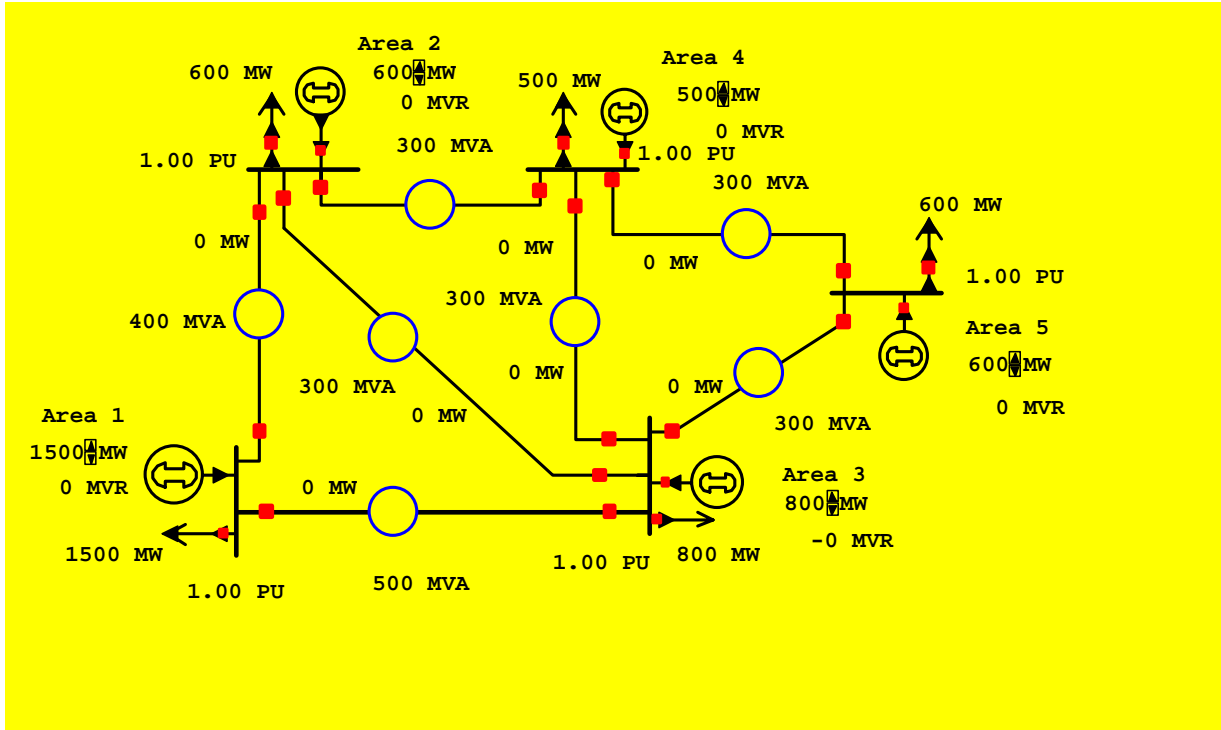 Area 2
600 MW
600 MW
0 MVR
300 MVA
1.00 PU
Area 4
500 MW
500 MW
0 MVR
1.00 PU
300 MVA
600 MW
0 MW
0 MW
0 MW
1.00 PU
400 MVA
300 MVA
Area 5
600 MW
0 MVR
300 MVA
0 MW
0 MW
0 MW
300 MVA
Area 1
1500 MW
0 MVR
0 MW
1500 MW
1.00 PU
500 MVA
Area 3
800 MW
-0 MVR
1.00 PU
800 MW